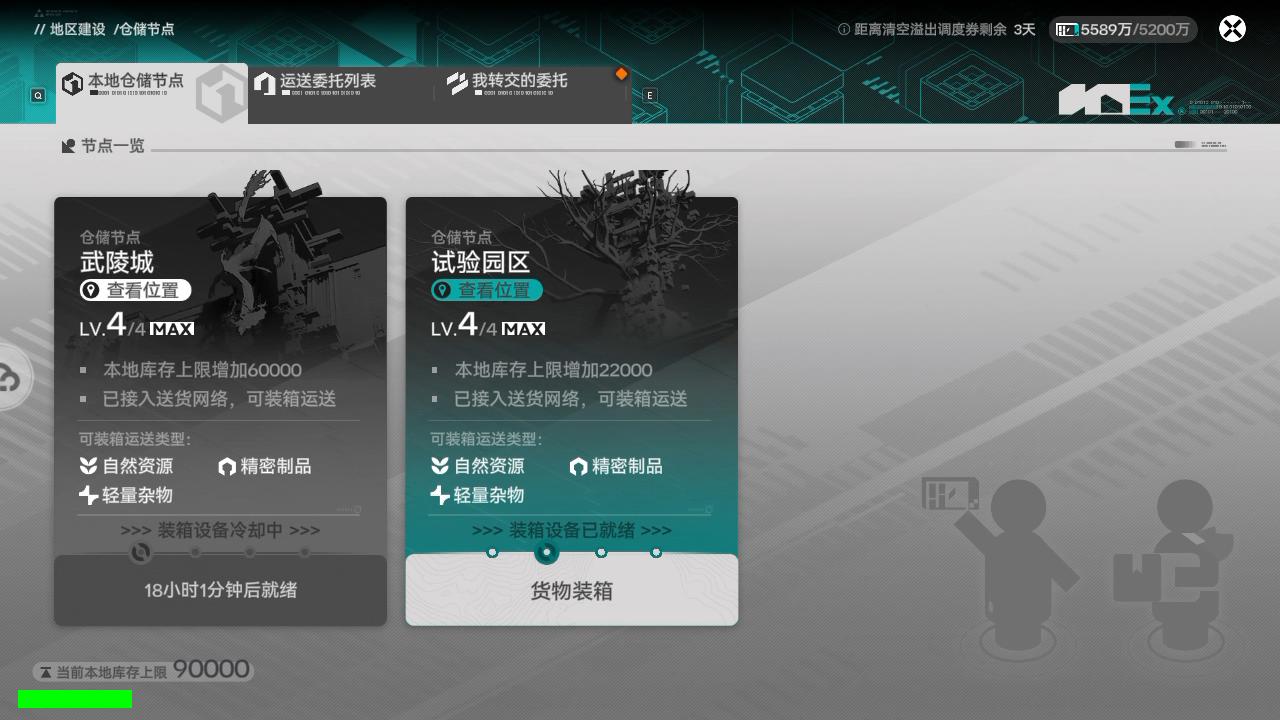 // 地区建设 /仓储节点
距离清空溢出调度券剩余 3天
5589万/5200万
Q
本地仓储节点
运送委托列表
我转交的委托
E
Ex
节点一览
仓储节点
武陵城
查看位置
LV.4/4 MAX
本地库存上限增加60000
已接入送货网络，可装箱运送
可装箱运送类型：
自然资源
精密制品
轻量杂物
>>> 装箱设备冷却中 >>>
18小时1分钟后就绪
仓储节点
试验园区
查看位置
LV.4/4 MAX
本地库存上限增加22000
已接入送货网络，可装箱运送
可装箱运送类型：
自然资源
精密制品
轻量杂物
>>> 装箱设备已就绪 >>>
货物装箱
当前本地库存上限 90000